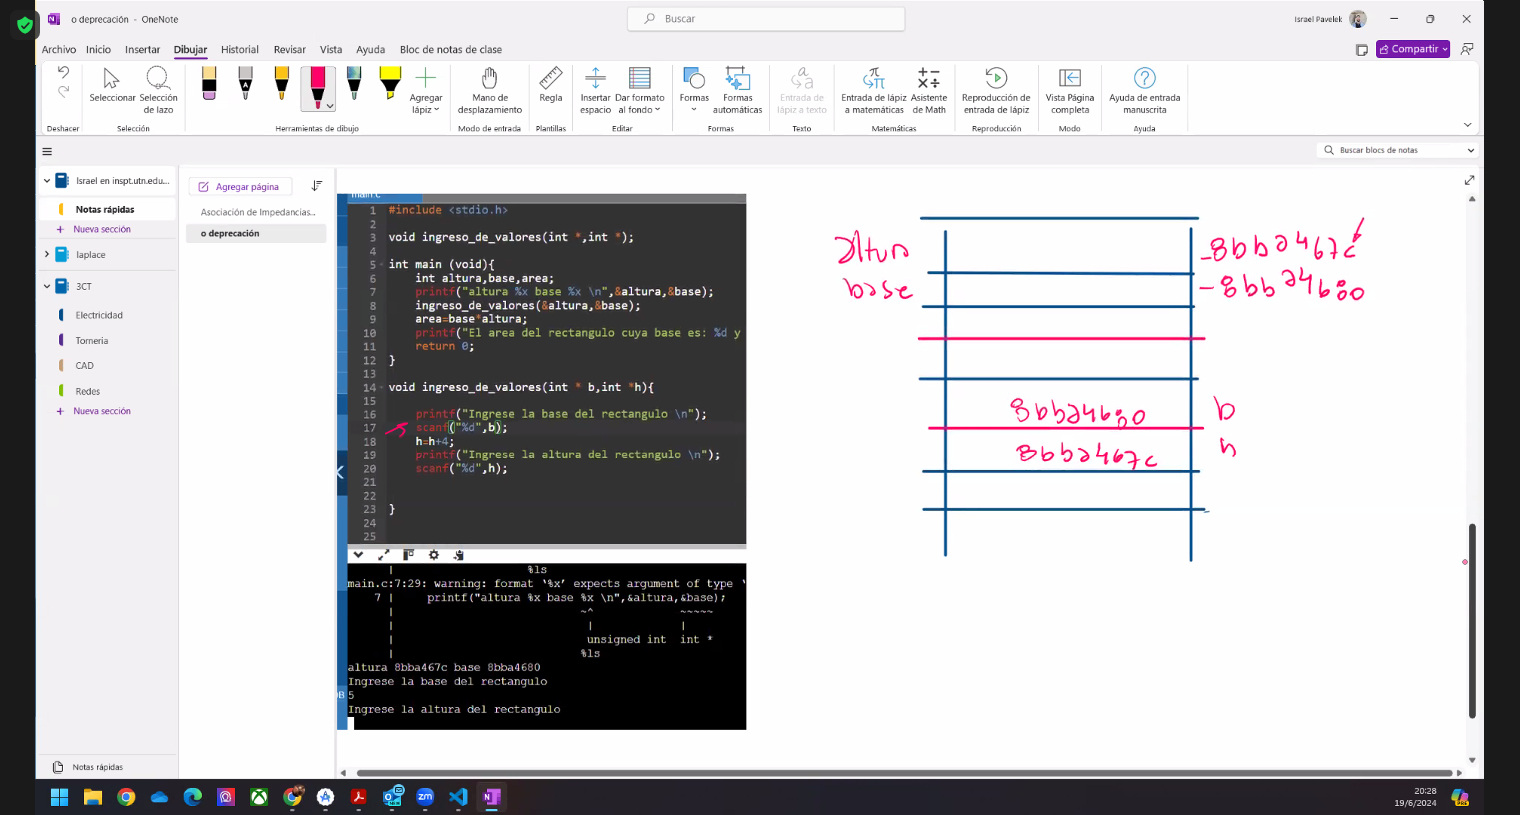 o deprecación - OneNote
Buscar
Israel Pavelek
Archivo Inicio Insertar Dibujar Historial Revisar Vista Ayuda Bloc de notas de clase
Compartir
Seleccionar
Selección de lazo
Agregar lápiz
Mano de desplazamiento
Regla
Insertar espacio
Dar formato al fondo
Formas
Formas automáticas
Entrada de lápiz a texto
Entrada de lápiz a matemáticas
Asistente de Math
Reproducción de entrada de lápiz
Vista Página completa
Ayuda de entrada manuscrita
Deshacer Selección Herramientas de dibujo Modo de entrada Plantillas Editar Formas Texto Matemáticas Reproducción Modo Ayuda
Buscar blocs de notas
Israel en inspt.utn.edu...
Notas rápidas
+ Nueva sección
laplace
3CT
Electricidad
Torneria
CAD
Redes
+ Nueva sección
Notas rápidas
Agregar página
Asociación de Impedancias...
o deprecación
main.c
1 #include <stdio.h>
2
3 void ingreso_de_valores(int *,int *);
4
5 int main (void){
6 int altura,base,area;
7 printf("altura %x base %x \n",&altura,&base);
8 ingreso_de_valores(&altura,&base);
9 area=base*altura;
10 printf("El area del rectangulo cuya base es: %d y
11 return 0;
12 }
13
14 void ingreso_de_valores(int * b,int *h){
15
16 printf("Ingrese la base del rectangulo \n");
17 scanf("%d",b);
18 h=h+4;
19 printf("Ingrese la altura del rectangulo \n");
20 scanf("%d",h);
21
22
23 }
24
25
%ls
main.c:7:29: warning: format ‘%x’ expects argument of type ‘
7 | printf("altura %x base %x \n",&altura,&base);
| ~^ ~~~~~
| | |
| unsigned int int *
| %ls
altura 8bba467c base 8bba4680
Ingrese la base del rectangulo
5
Ingrese la altura del rectangulo
altura -8bba467c
base -8bba4680
8bba4680 b
8bba467c h
20:28
19/6/2024